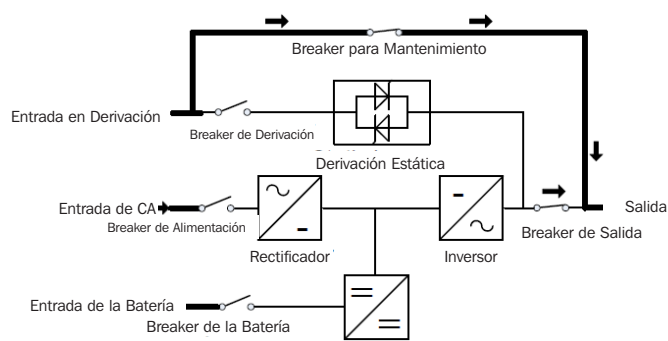 Breaker para Mantenimiento
Entrada en Derivación
Breaker de Derivación
Derivación Estática
Entrada de CA
Breaker de Alimentación
Rectificador
Inversor
Salida
Breaker de Salida
Entrada de la Batería
Breaker de la Batería